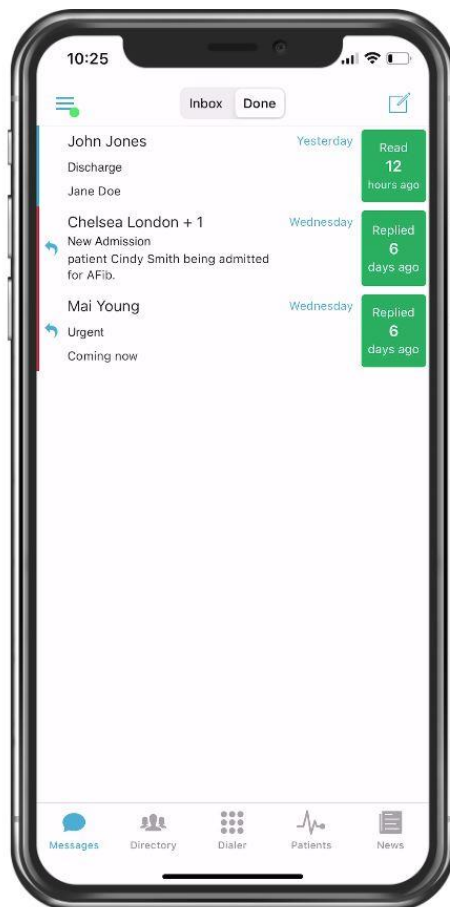 10:25
Inbox Done
John Jones Yesterday
Discharge
Jane Doe
Read
12
hours ago
Chelsea London + 1 Wednesday
New Admission
patient Cindy Smith being admitted
for AFib.
Replied
6
days ago
Mai Young Wednesday
Urgent
Coming now
Replied
6
days ago
Messages Directory Dialer Patients News